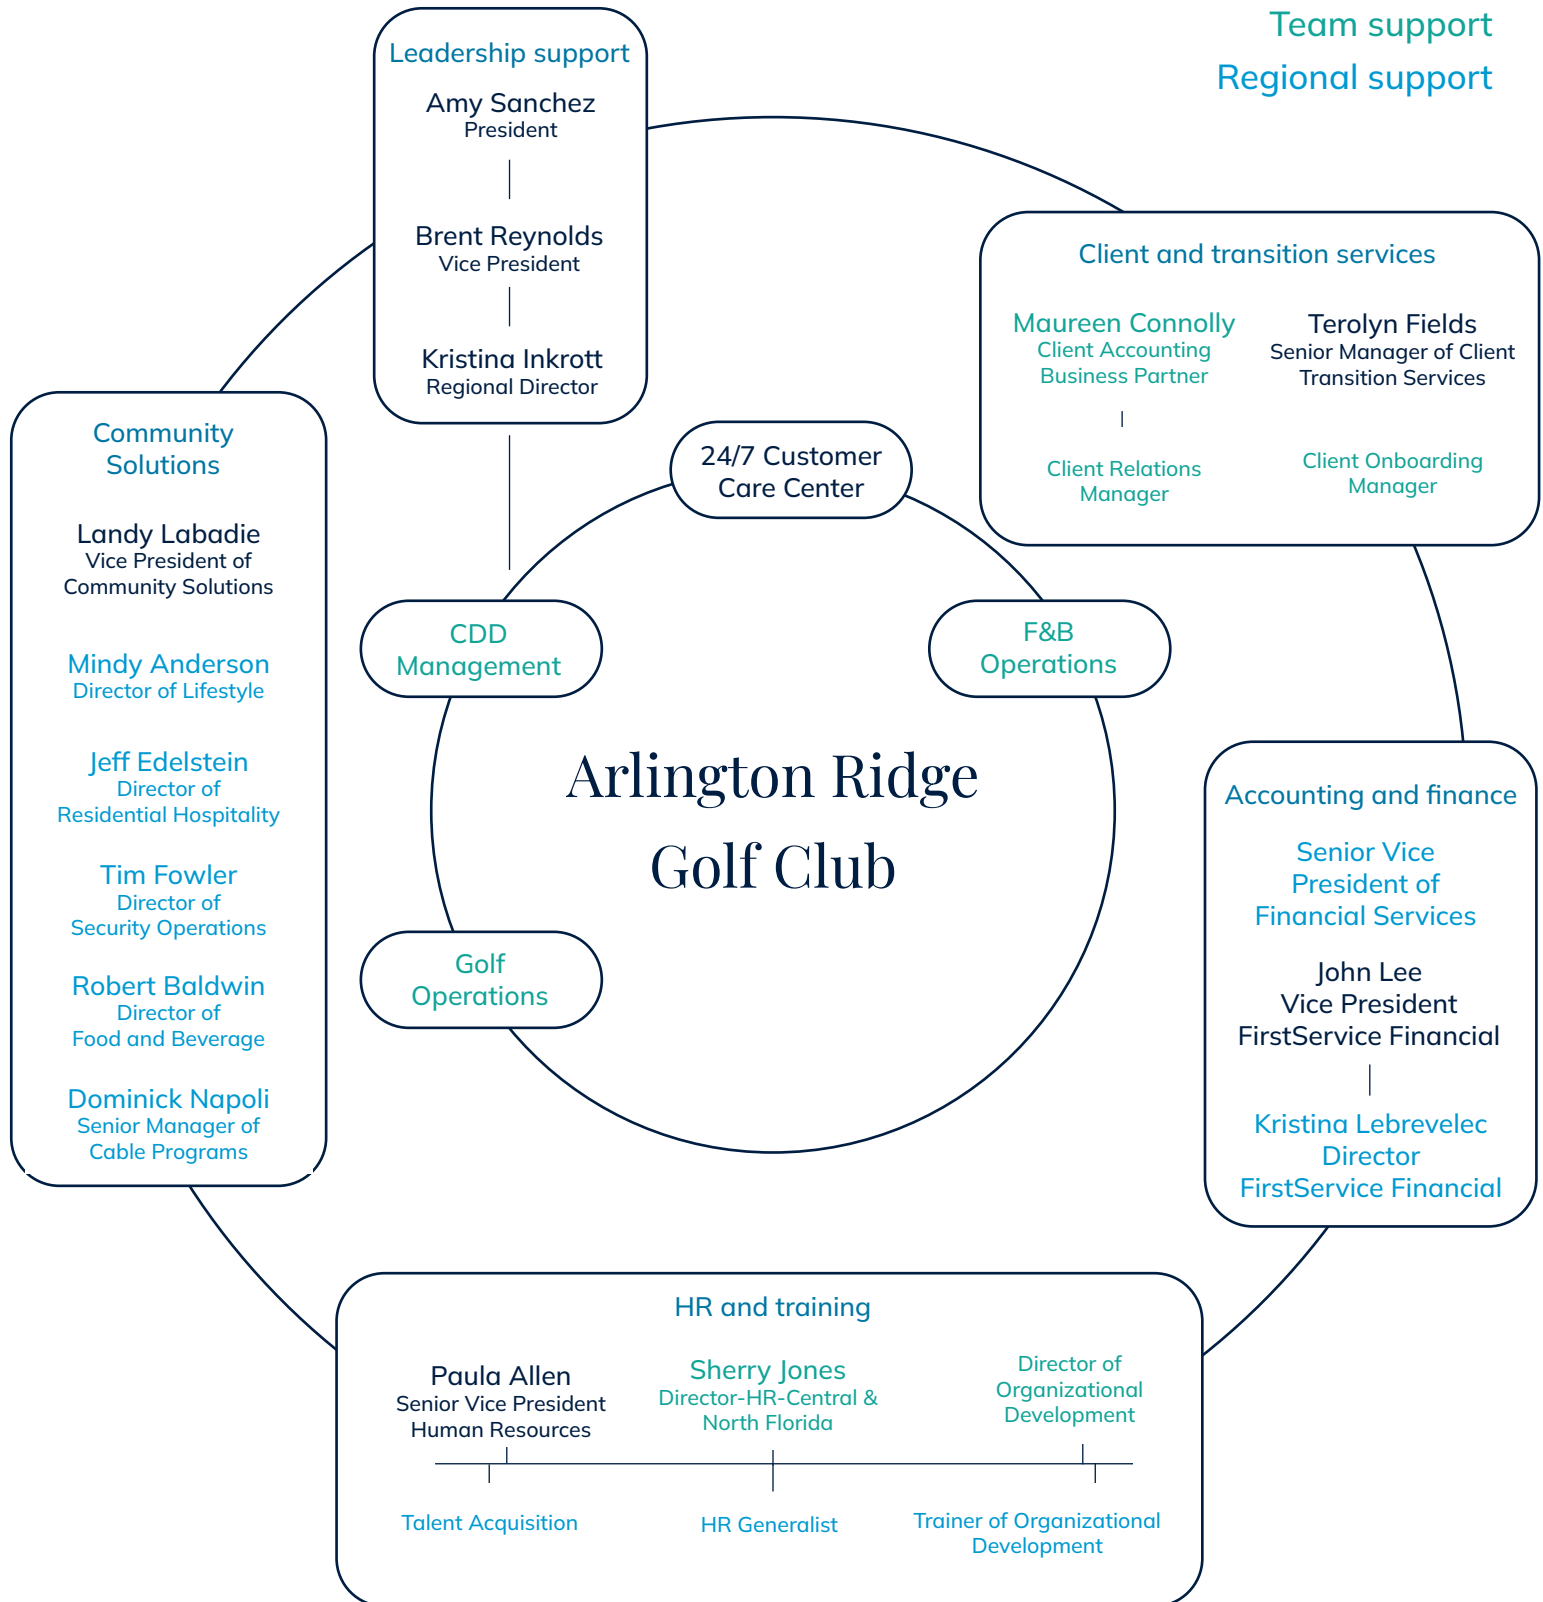 Team support
Regional support
Leadership support
Amy Sanchez
President
Brent Reynolds
Vice President
Kristina Inkrott
Regional Director
Client and transition services
Maureen Connolly
Client Accounting
Business Partner
Client Relations
Manager
Terolyn Fields
Senior Manager of Client
Transition Services
Client Onboarding
Manager
Community
Solutions
Landy Labadie
Vice President of
Community Solutions
Mindy Anderson
Director of Lifestyle
Jeff Edelstein
Director of
Residential Hospitality
Tim Fowler
Director of
Security Operations
Robert Baldwin
Director of
Food and Beverage
Dominick Napoli
Senior Manager of
Cable Programs
24/7 Customer
Care Center
CDD
Management
F&B
Operations
Arlington Ridge
Golf Club
Golf
Operations
Accounting and finance
Senior Vice
President of
Financial Services
John Lee
Vice President
FirstService Financial
Kristina Lebrevelec
Director
FirstService Financial
HR and training
Paula Allen
Senior Vice President
Human Resources
Sherry Jones
Director-HR-Central &
North Florida
Director of
Organizational
Development
Talent Acquisition
HR Generalist
Trainer of Organizational
Development